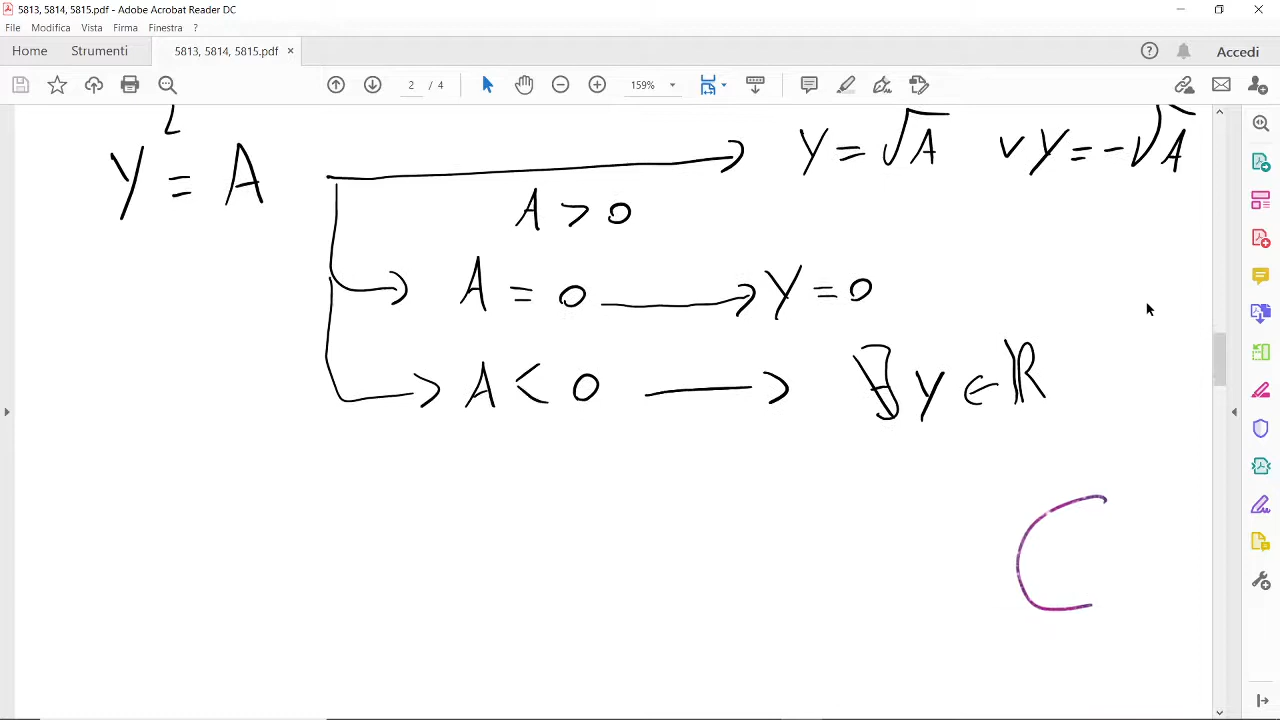 5813, 5814, 5815.pdf - Adobe Acrobat Reader DC
File Modifica Vista Firma Finestra ?
Home Strumenti 5813, 5814, 5815.pdf × Accedi
2 / 4 159%
Y² = A → Y = √A ∨ Y = -√A
A > 0
A = 0 → Y = 0
A < 0 → ∄ y ∈ ℝ
C